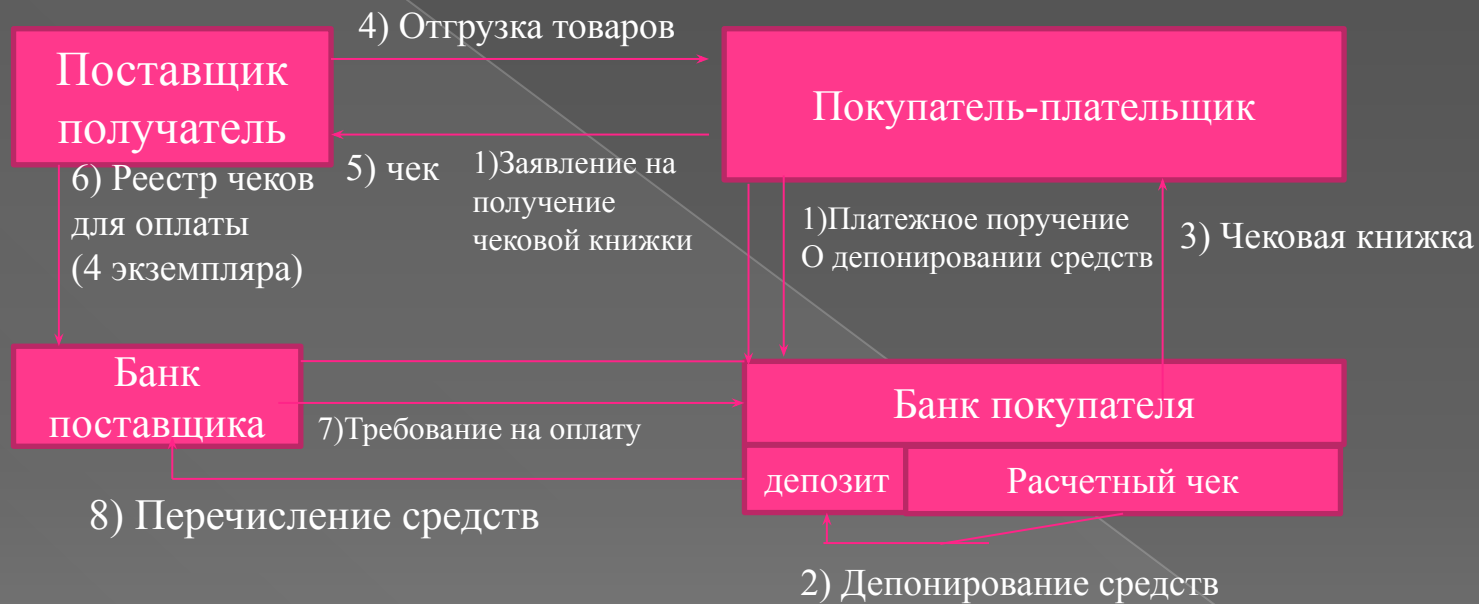 4) Отгрузка товаров
Поставщик
получатель
Покупатель-плательщик
5) чек
1)Заявление на
получение
чековой книжки
6) Реестр чеков
для оплаты
(4 экземпляра)
1)Платежное поручение
О депонировании средств
3) Чековая книжка
Банк
поставщика
7)Требование на оплату
Банк покупателя
депозит
Расчетный чек
8) Перечисление средств
2) Депонирование средств